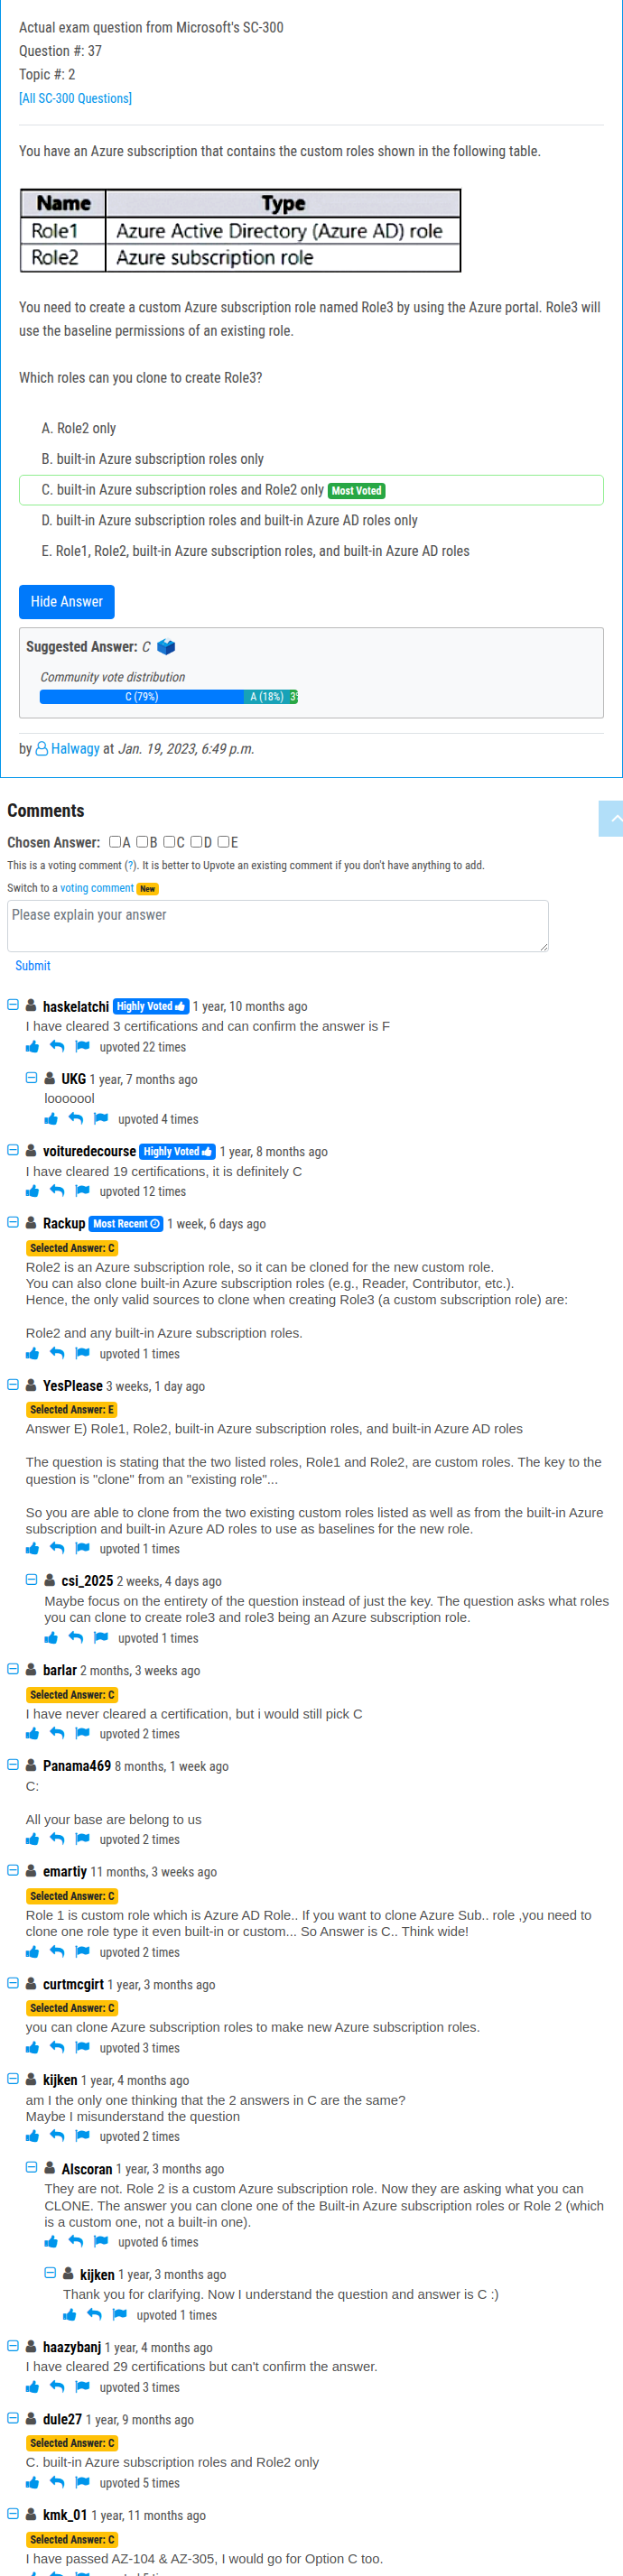 Actual exam question from Microsoft's SC-300
Question #: 37
Topic #: 2
[All SC-300 Questions]
You have an Azure subscription that contains the custom roles shown in the following table.
Name Type
Role1 Azure Active Directory (Azure AD) role
Role2 Azure subscription role
You need to create a custom Azure subscription role named Role3 by using the Azure portal. Role3 will
use the baseline permissions of an existing role.
Which roles can you clone to create Role3?
A. Role2 only
B. built-in Azure subscription roles only
C. built-in Azure subscription roles and Role2 only Most Voted
D. built-in Azure subscription roles and built-in Azure AD roles only
E. Role1, Role2, built-in Azure subscription roles, and built-in Azure AD roles
Hide Answer
Suggested Answer: C
Community vote distribution
C (79%) A (18%)
by Halwagy at Jan. 19, 2023, 6:49 p.m.
Comments
Chosen Answer: A B C D E
This is a voting comment (?). It is better to Upvote an existing comment if you don't have anything to add.
Switch to a voting comment New
Please explain your answer
Submit
haskelatchi Highly Voted 1 year, 10 months ago
I have cleared 3 certifications and can confirm the answer is F
upvoted 22 times
UKG 1 year, 7 months ago
looooool
upvoted 4 times
voituredecourse Highly Voted 1 year, 8 months ago
I have cleared 19 certifications, it is definitely C
upvoted 12 times
Rackup Most Recent 1 week, 6 days ago
Selected Answer: C
Role2 is an Azure subscription role, so it can be cloned for the new custom role.
You can also clone built-in Azure subscription roles (e.g., Reader, Contributor, etc.).
Hence, the only valid sources to clone when creating Role3 (a custom subscription role) are:
Role2 and any built-in Azure subscription roles.
upvoted 1 times
YesPlease 3 weeks, 1 day ago
Selected Answer: E
Answer E) Role1, Role2, built-in Azure subscription roles, and built-in Azure AD roles
The question is stating that the two listed roles, Role1 and Role2, are custom roles. The key to the
question is "clone" from an "existing role"...
So you are able to clone from the two existing custom roles listed as well as from the built-in Azure
subscription and built-in Azure AD roles to use as baselines for the new role.
upvoted 1 times
csi_2025 2 weeks, 4 days ago
Maybe focus on the entirety of the question instead of just the key. The question asks what roles
you can clone to create role3 and role3 being an Azure subscription role.
upvoted 1 times
barlar 2 months, 3 weeks ago
Selected Answer: C
I have never cleared a certification, but i would still pick C
upvoted 2 times
Panama469 8 months, 1 week ago
C:
All your base are belong to us
upvoted 2 times
emartiy 11 months, 3 weeks ago
Selected Answer: C
Role 1 is custom role which is Azure AD Role.. If you want to clone Azure Sub.. role ,you need to
clone one role type it even built-in or custom... So Answer is C.. Think wide!
upvoted 2 times
curtmcgirt 1 year, 3 months ago
Selected Answer: C
you can clone Azure subscription roles to make new Azure subscription roles.
upvoted 3 times
kijken 1 year, 4 months ago
am I the only one thinking that the 2 answers in C are the same?
Maybe I misunderstand the question
upvoted 2 times
Alscoran 1 year, 3 months ago
They are not. Role 2 is a custom Azure subscription role. Now they are asking what you can
CLONE. The answer you can clone one of the Built-in Azure subscription roles or Role 2 (which
is a custom one, not a built-in one).
upvoted 6 times
kijken 1 year, 3 months ago
Thank you for clarifying. Now I understand the question and answer is C :)
upvoted 1 times
haazybanj 1 year, 4 months ago
I have cleared 29 certifications but can't confirm the answer.
upvoted 3 times
dule27 1 year, 9 months ago
Selected Answer: C
C. built-in Azure subscription roles and Role2 only
upvoted 5 times
kmk_01 1 year, 11 months ago
Selected Answer: C
I have passed AZ-104 & AZ-305, I would go for Option C too.